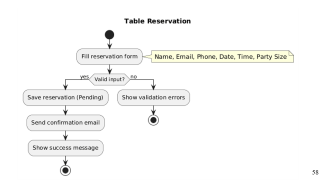 Table Reservation
Fill reservation form
Name, Email, Phone, Date, Time, Party Size
yes
Valid input?
no
Save reservation (Pending)
Show validation errors
Send confirmation email
Show success message
58